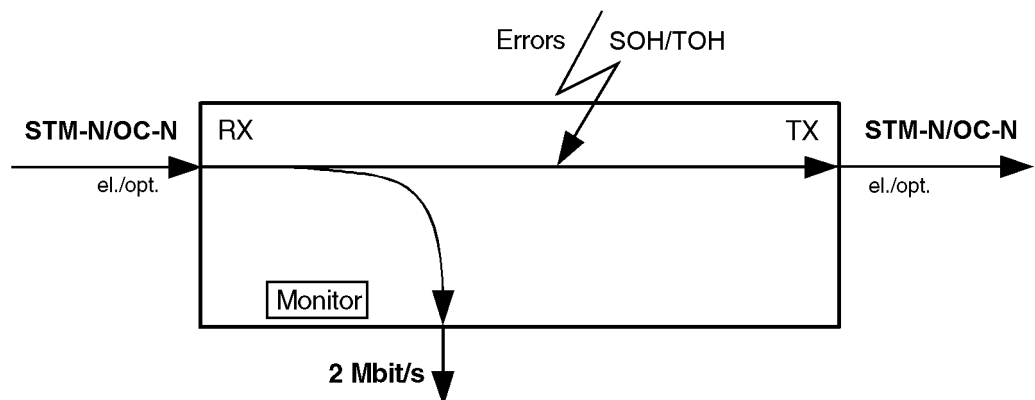 Errors SOH/TOH
STM-N/OC-N RX TX STM-N/OC-N
el./opt. el./opt.
Monitor
2 Mbit/s